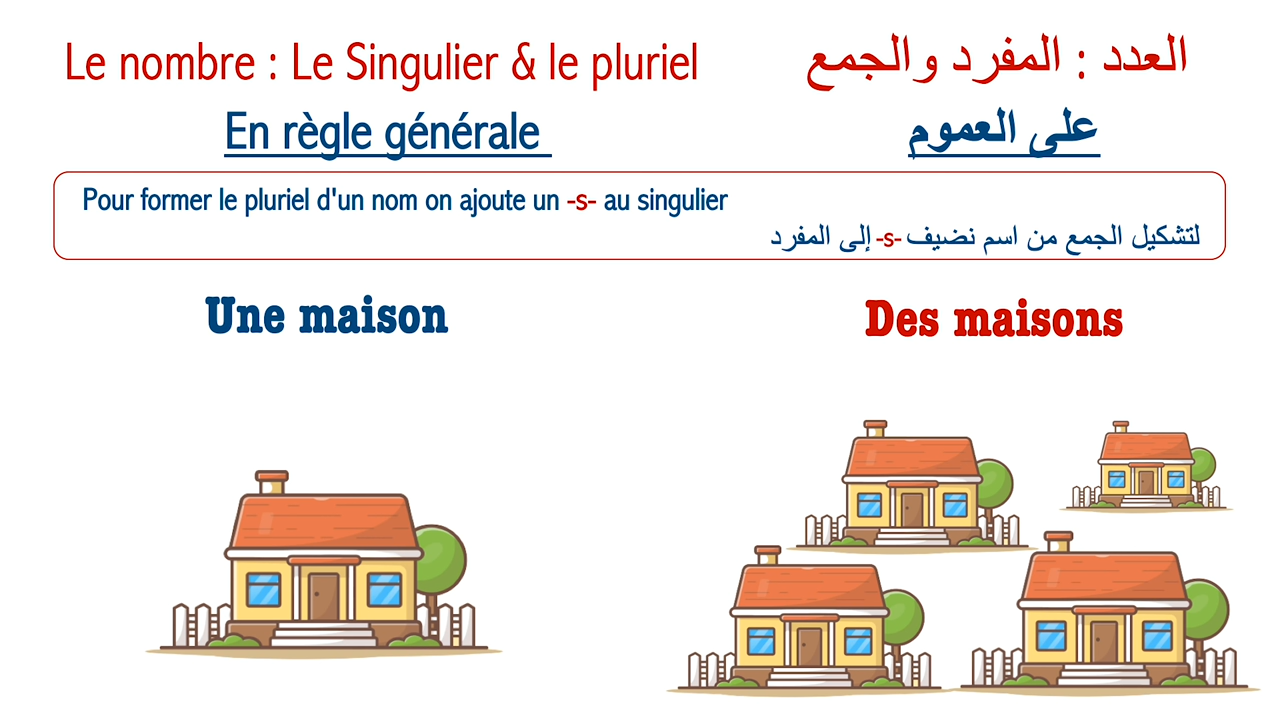 Le nombre : Le Singulier & le pluriel
العدد : المفرد والجمع
En règle générale
على العموم
Pour former le pluriel d'un nom on ajoute un -s- au singulier
لتشكيل الجمع من اسم نضيف -s- إلى المفرد
Une maison
Des maisons